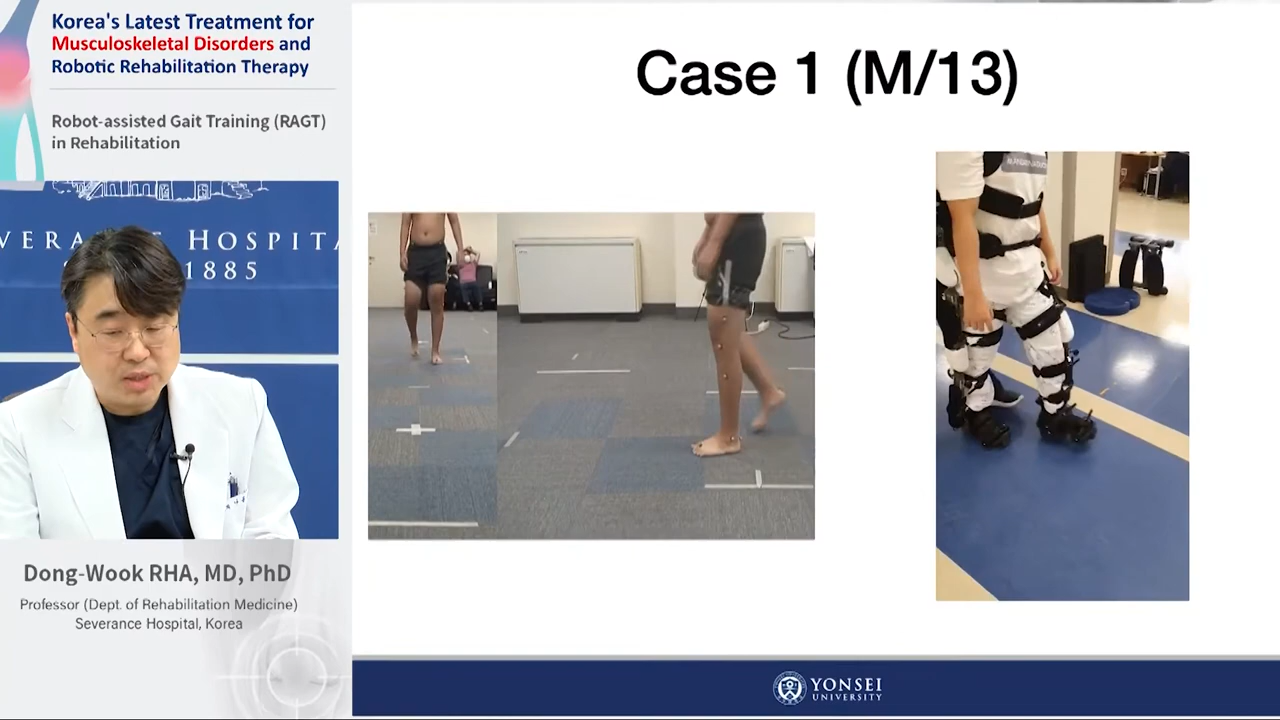 Korea's Latest Treatment for
Musculoskeletal Disorders and
Robotic Rehabilitation Therapy
Robot-assisted Gait Training (RAGT)
in Rehabilitation
HOSPITA
1885
Dong-Wook RHA, MD, PhD
Professor (Dept. of Rehabilitation Medicine)
Severance Hospital, Korea
Case 1 (M/13)
YONSEI
UNIVERSITY